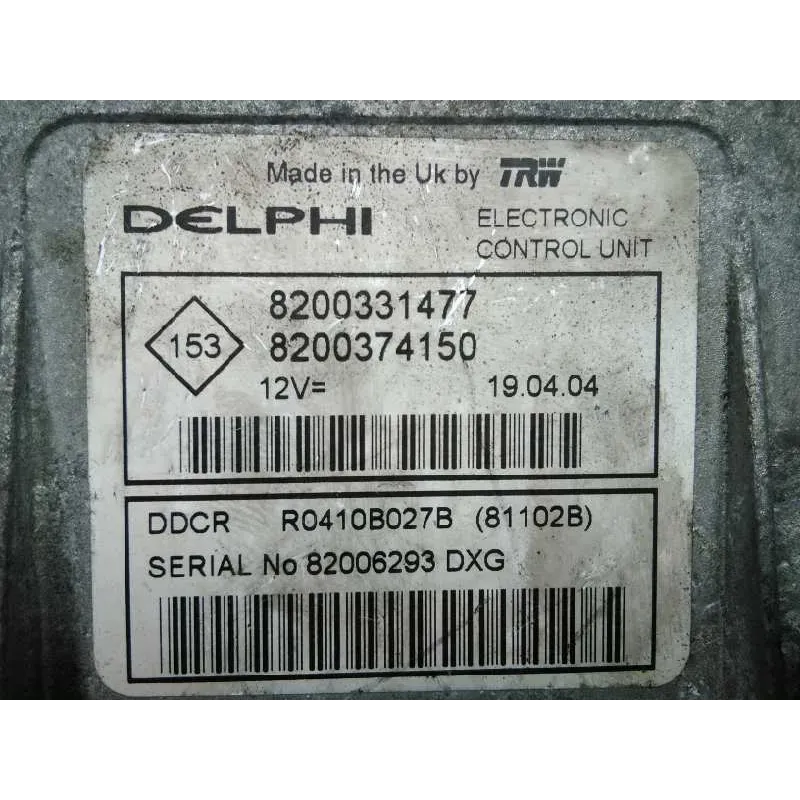 Made in the Uk by TRW
DELPHI ELECTRONIC
CONTROL UNIT
8200331477
153
8200374150
12V= 19.04.04
DDCR R0410B027B (81102B)
SERIAL No 82006293 DXG